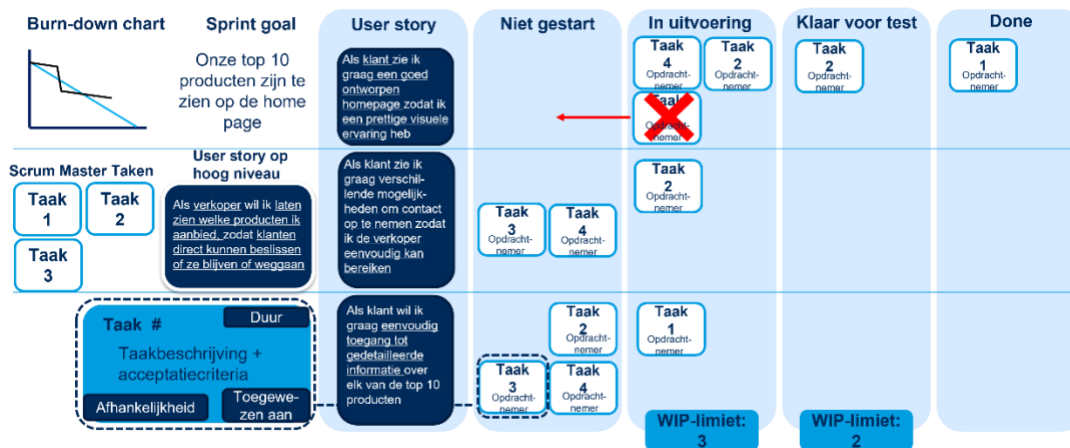 Burn-down chart
Sprint goal
User story
Niet gestart
In uitvoering
Klaar voor test
Done
Onze top 10
producten zijn te
zien op de home
page
Als klant zie ik
graag een goed
ontworpen
homepage zodat ik
een prettige visuele
ervaring heb
Taak
4
Opdracht-
nemer
Taak
2
Opdracht-
nemer
Taak
Opdracht-
nemer
Taak
2
Opdracht-
nemer
Taak
1
Opdracht-
nemer
Scrum Master Taken
Taak
1
Taak
2
Taak
3
User story op
hoog niveau
Als verkoper wil ik laten
zien welke producten ik
aanbied, zodat klanten
direct kunnen beslissen
of ze blijven of weggaan
Als klant zie ik
graag verschil-
lende mogelijk-
heden om contact
op te nemen zodat
ik de verkoper
eenvoudig kan
bereiken
Taak
3
Opdracht-
nemer
Taak
4
Opdracht-
nemer
Taak
2
Opdracht-
nemer
Taak #
Duur
Taakbeschrijving +
acceptatiecriteria
Afhankelijkheid
Toegewe-
zen aan
Als klant wil ik
graag eenvoudig
toegang tot
gedetailleerde
informatie over
elk van de top 10
producten
Taak
2
Opdracht-
nemer
Taak
3
Opdracht-
nemer
Taak
4
Opdracht-
nemer
Taak
1
Opdracht-
nemer
WIP-limiet:
3
WIP-limiet:
2